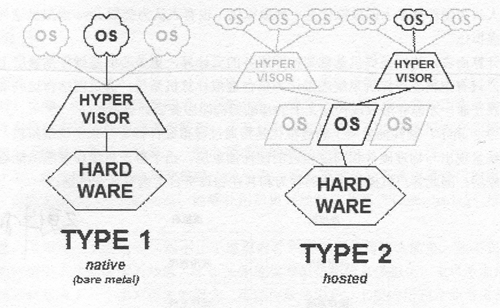 OS OS OS
HYPER
VISOR
HARD
WARE
TYPE 1
native
(bare metal)
OS OS OS OS OS OS
HYPER
VISOR
HYPER
VISOR
OS OS OS
HARD
WARE
TYPE 2
hosted